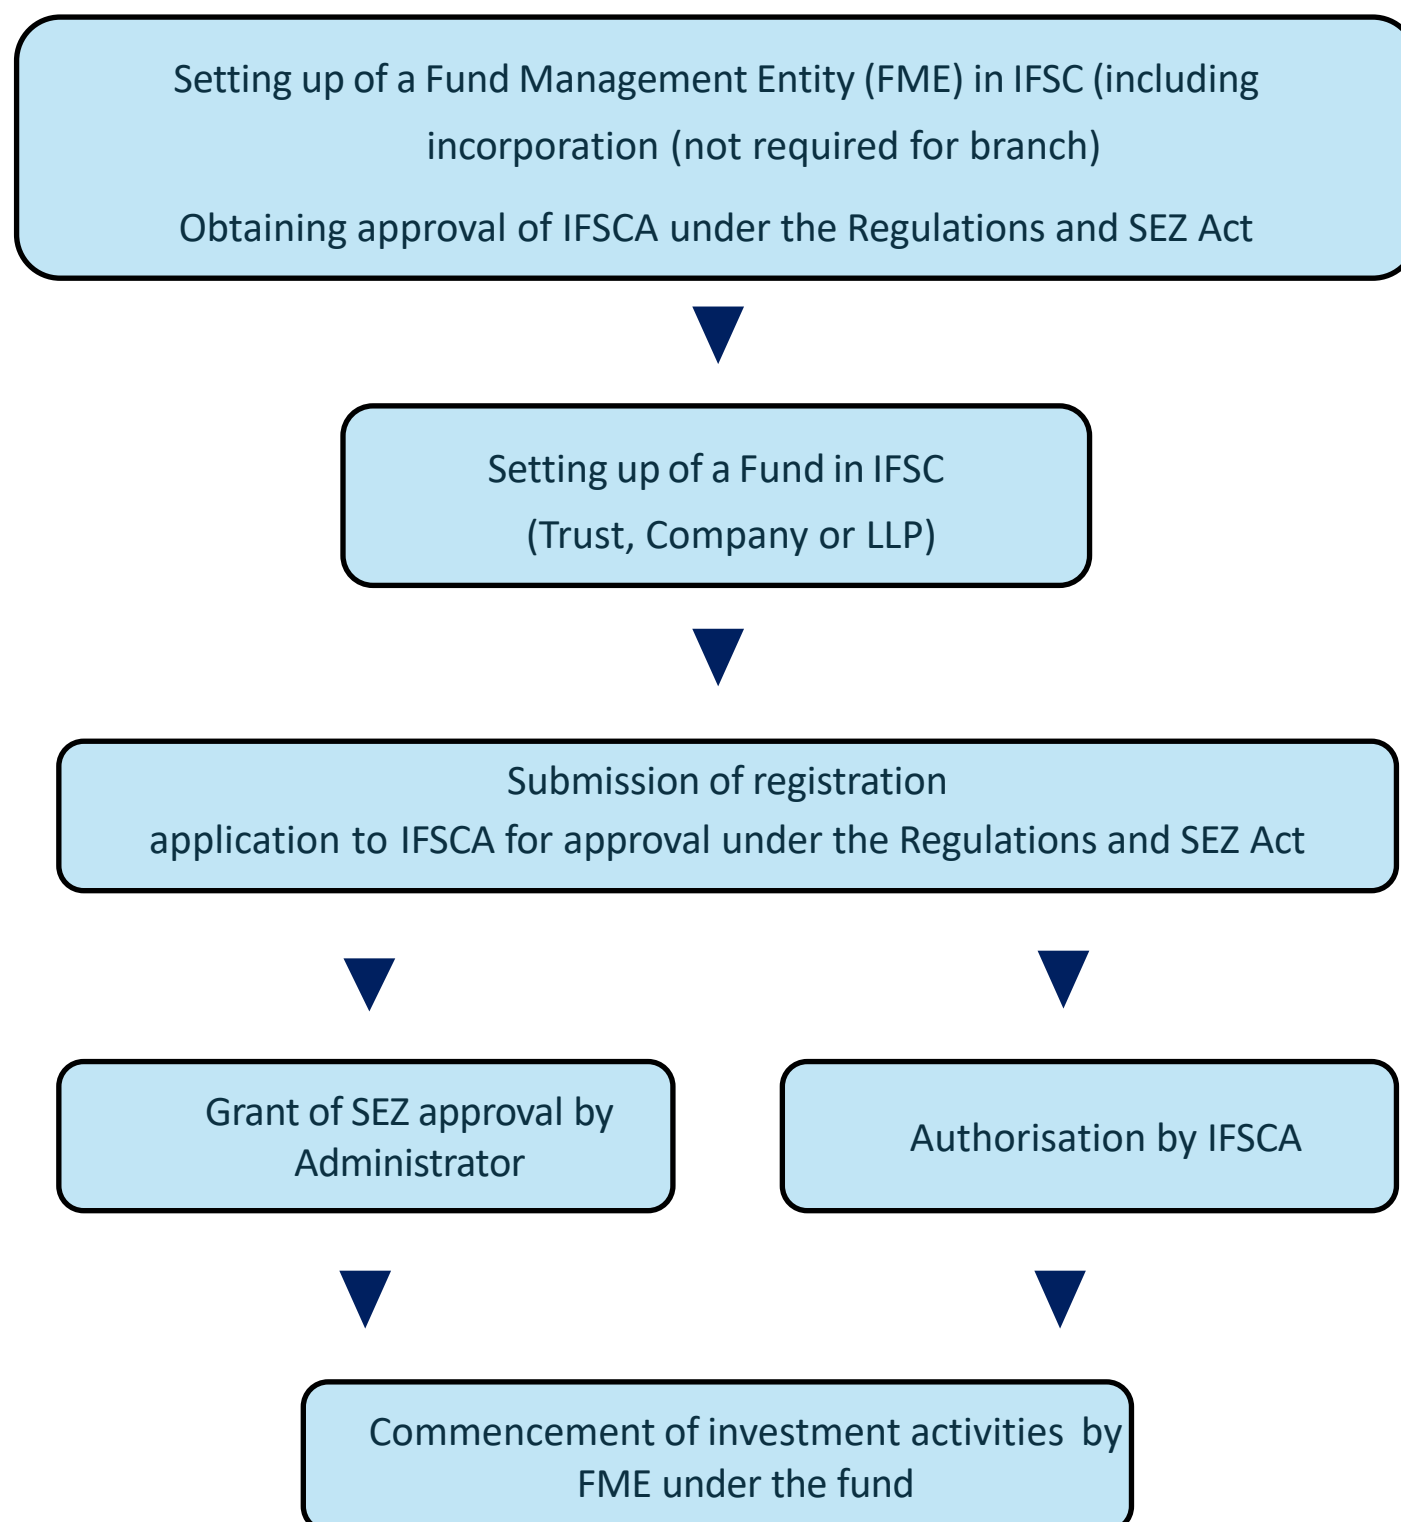 Setting up of a Fund Management Entity (FME) in IFSC (including
incorporation (not required for branch)
Obtaining approval of IFSCA under the Regulations and SEZ Act
Setting up of a Fund in IFSC
(Trust, Company or LLP)
Submission of registration
application to IFSCA for approval under the Regulations and SEZ Act
Grant of SEZ approval by
Administrator
Authorisation by IFSCA
Commencement of investment activities by
FME under the fund